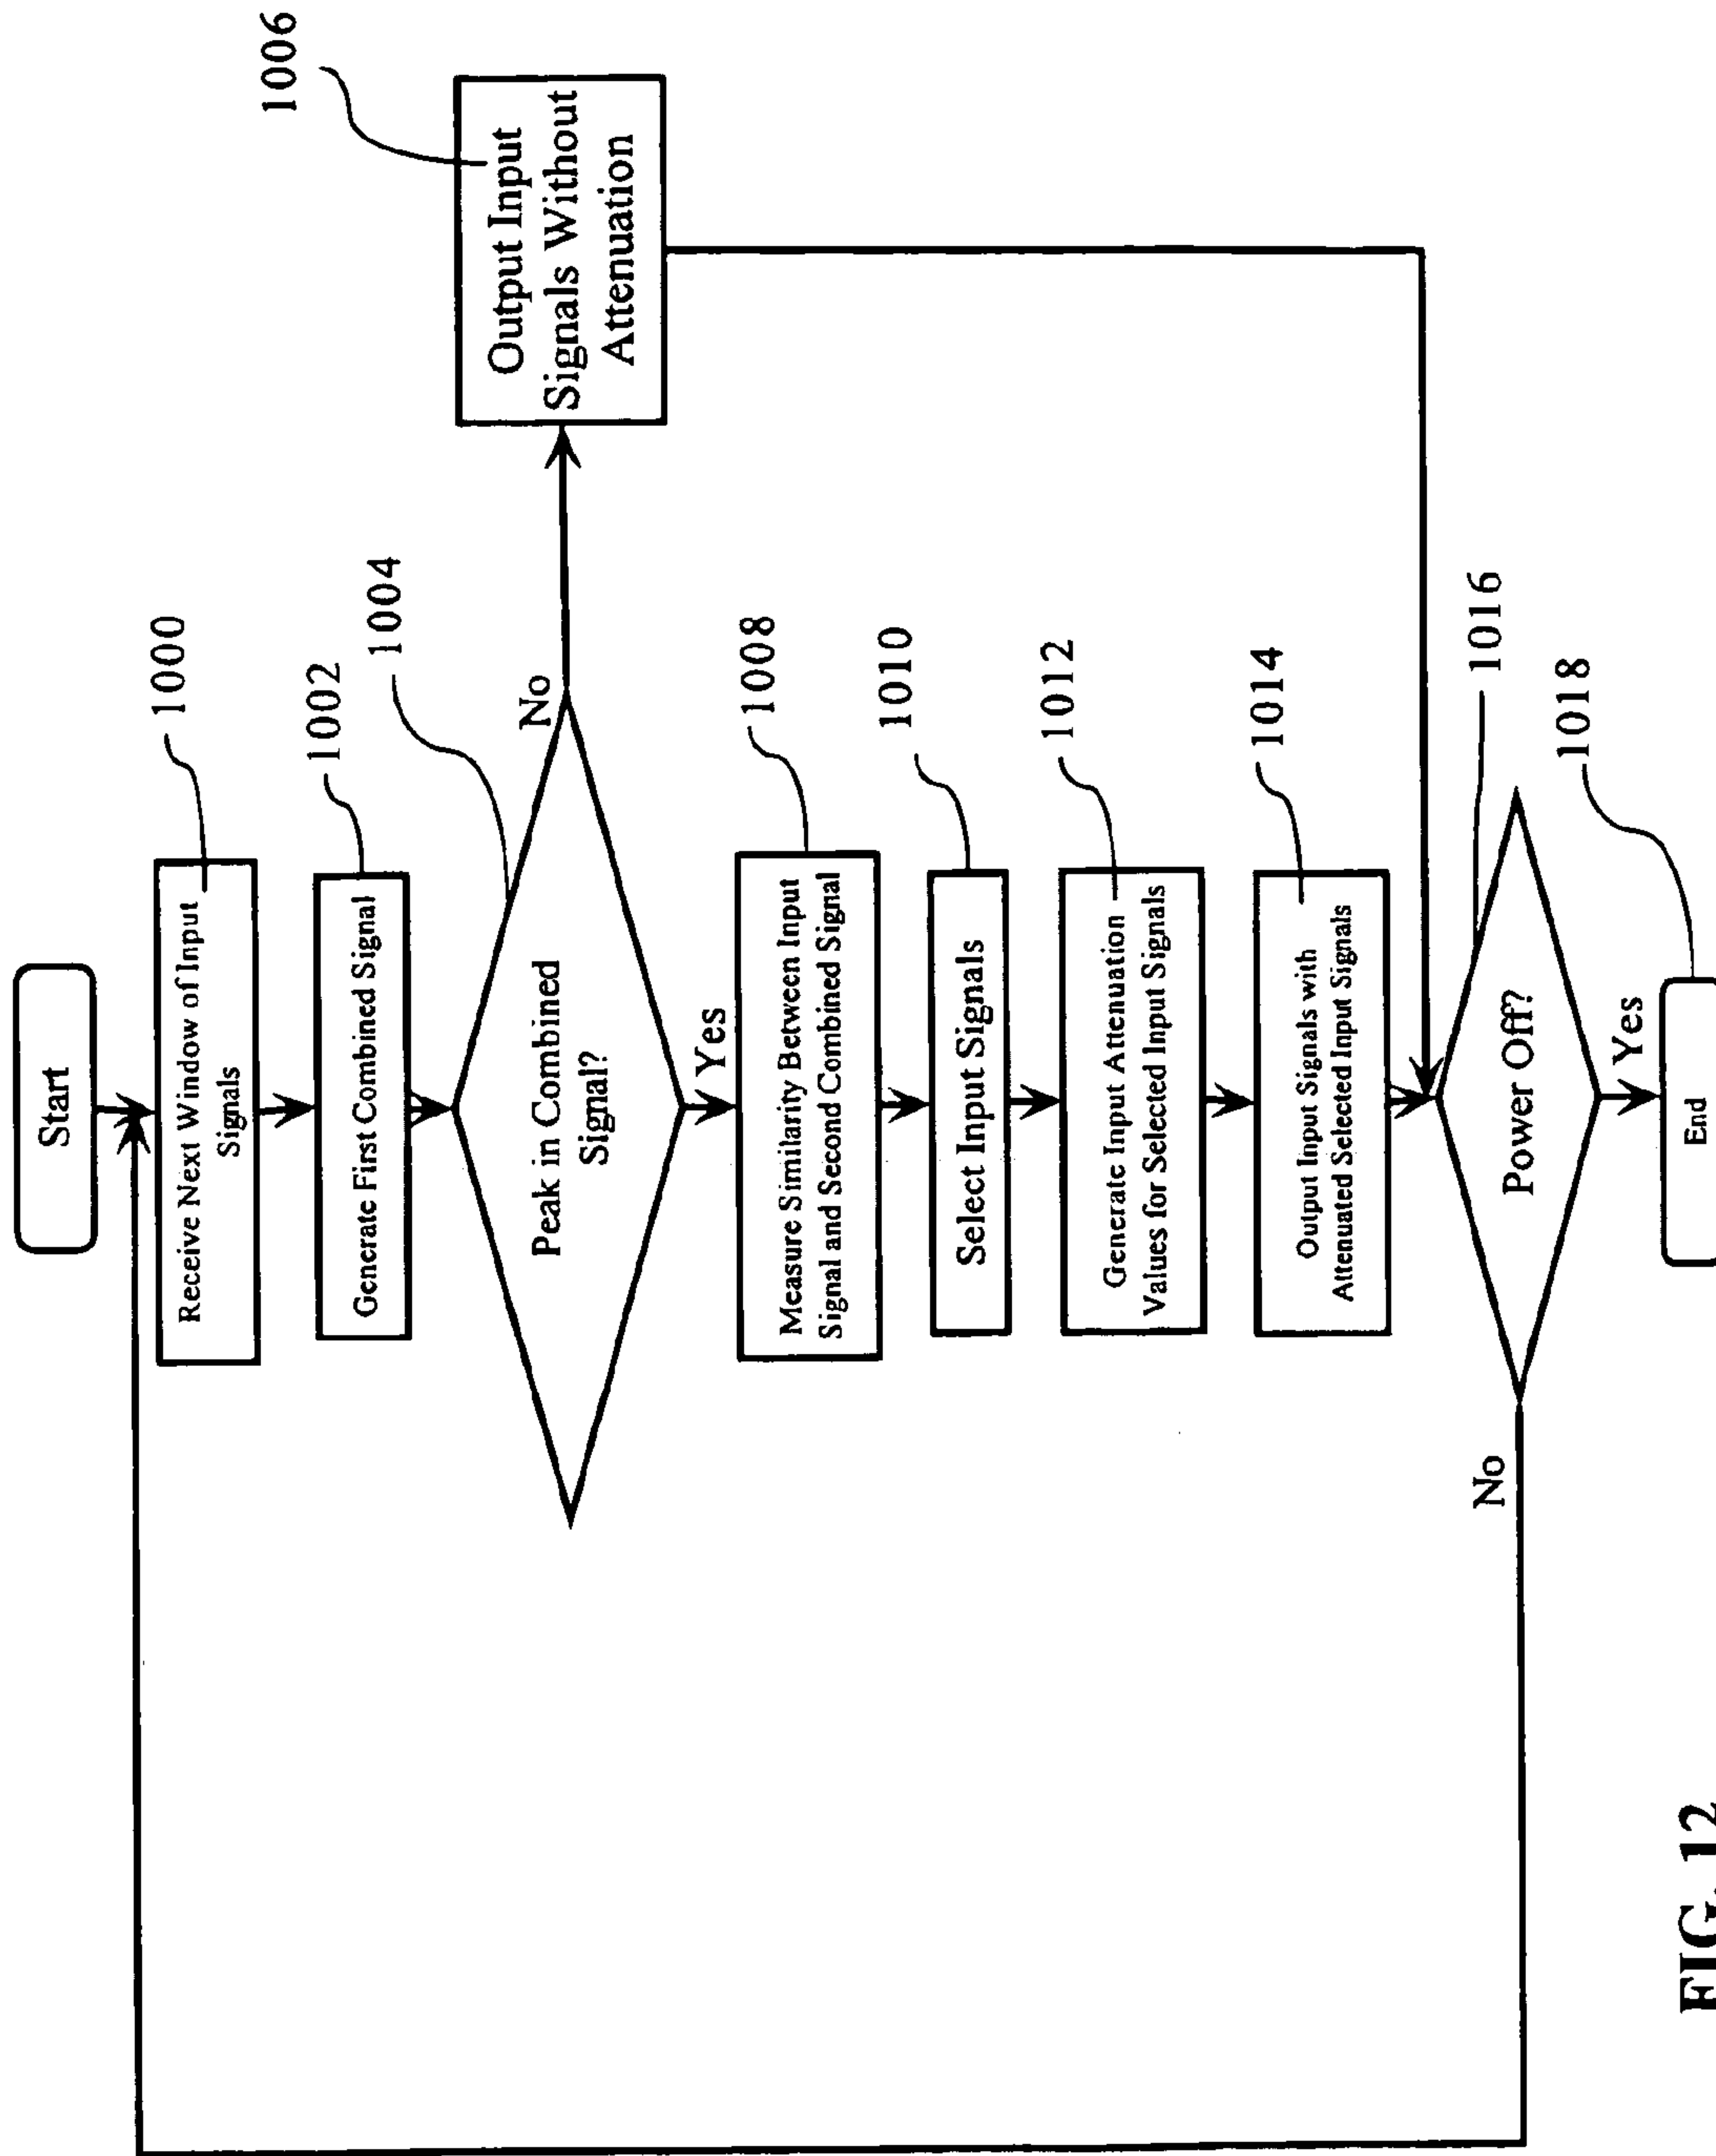 Start
1000
Receive Next Window of Input
Signals
1002
Generate First Combined Signal
1004
Peak in Combined
Signal?
No
1006
Output Input
Signals Without
Attenuation
Yes
1008
Measure Similarity Between Input
Signal and Second Combined Signal
1010
Select Input Signals
1012
Generate Input Attenuation
Values for Selected Input Signals
1014
Output Input Signals with
Attenuated Selected Input Signals
1016
Power Off?
No
Yes
1018
End
FIG. 12